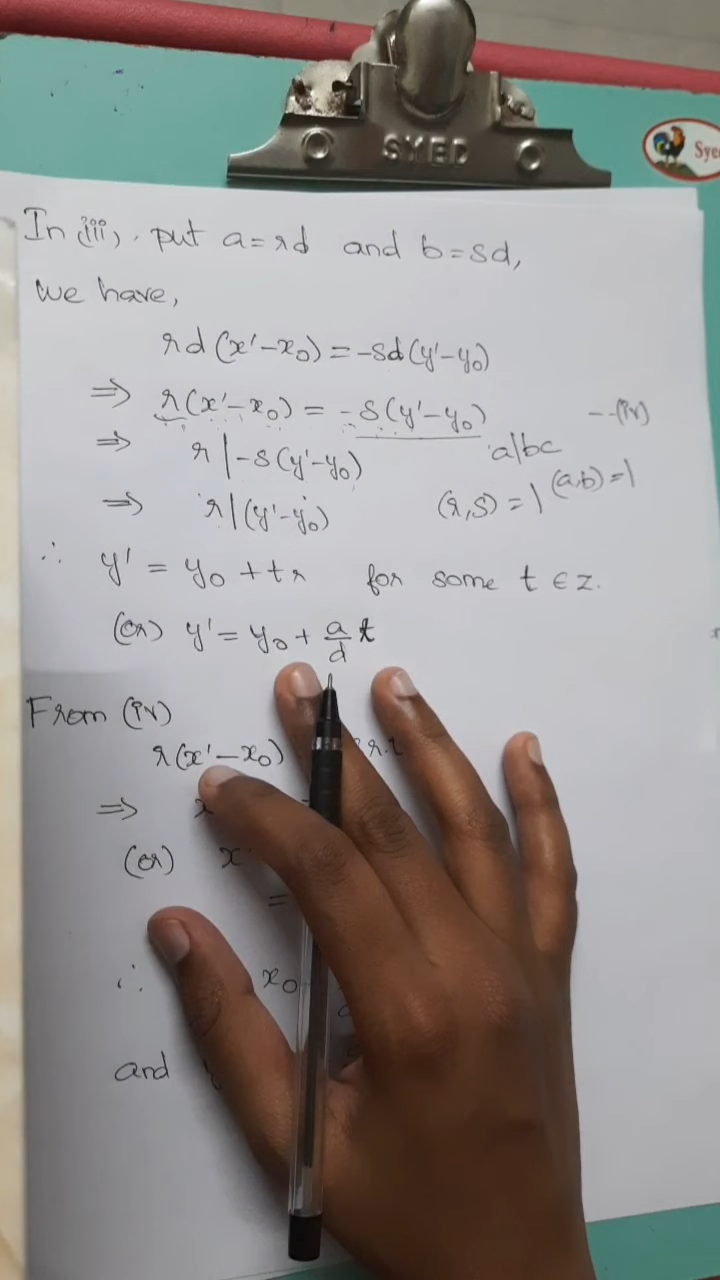 SYED
Sye
In (iii), put a=rd and b=sd,
we have,
rd(x'-x₀) = -sd(y'-y₀)
⇒ r(x'-x₀) = -s(y'-y₀) --(iv)
⇒ r|-s(y'-y₀) a|bc
⇒ r|(y'-y₀) (r,s)=1 (a,b)=1
∴ y' = y₀ + tr for some t ∈ z.
(or) y' = y₀ + a/d t
From (iv)
r(x'-x₀)
⇒ x
(or) x
=
∴ x₀
and